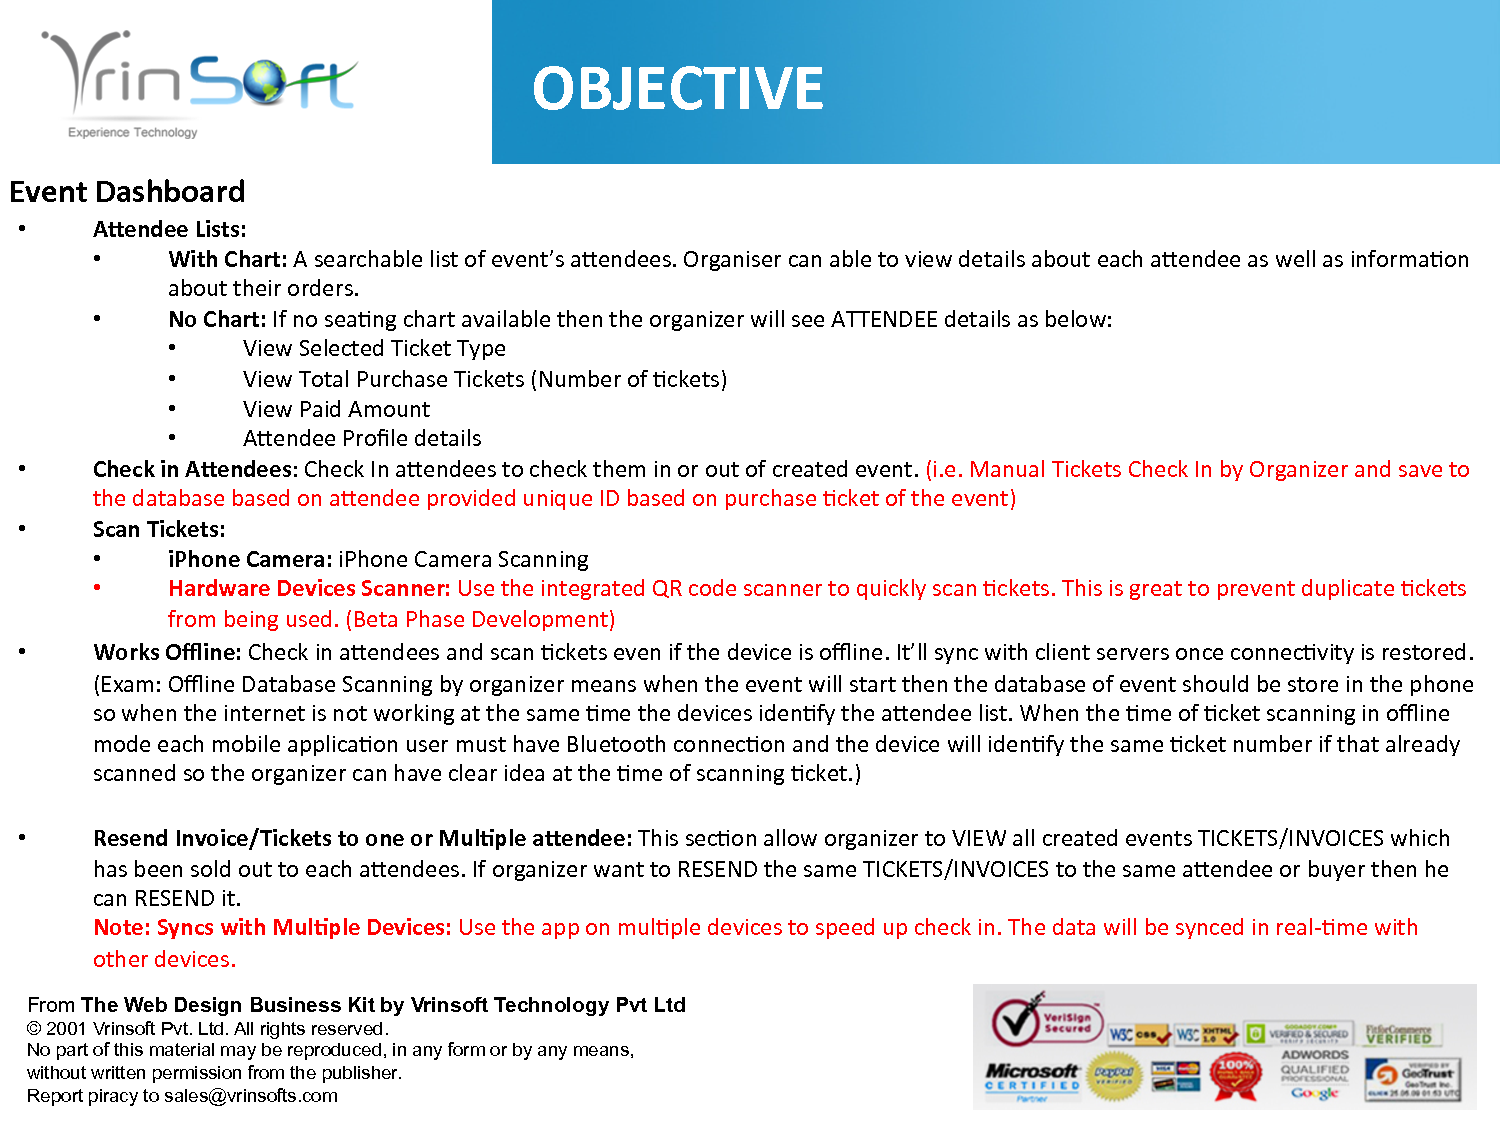 VrinSoft
Experience Technology
OBJECTIVE
Event Dashboard
• Attendee Lists:
• With Chart: A searchable list of event’s attendees. Organiser can able to view details about each attendee as well as information
about their orders.
• No Chart: If no seating chart available then the organizer will see ATTENDEE details as below:
• View Selected Ticket Type
• View Total Purchase Tickets (Number of tickets)
• View Paid Amount
• Attendee Profile details
• Check in Attendees: Check In attendees to check them in or out of created event. (i.e. Manual Tickets Check In by Organizer and save to
the database based on attendee provided unique ID based on purchase ticket of the event)
• Scan Tickets:
• iPhone Camera: iPhone Camera Scanning
• Hardware Devices Scanner: Use the integrated QR code scanner to quickly scan tickets. This is great to prevent duplicate tickets
from being used. (Beta Phase Development)
• Works Offline: Check in attendees and scan tickets even if the device is offline. It’ll sync with client servers once connectivity is restored.
(Exam: Offline Database Scanning by organizer means when the event will start then the database of event should be store in the phone
so when the internet is not working at the same time the devices identify the attendee list. When the time of ticket scanning in offline
mode each mobile application user must have Bluetooth connection and the device will identify the same ticket number if that already
scanned so the organizer can have clear idea at the time of scanning ticket.)
• Resend Invoice/Tickets to one or Multiple attendee: This section allow organizer to VIEW all created events TICKETS/INVOICES which
has been sold out to each attendees. If organizer want to RESEND the same TICKETS/INVOICES to the same attendee or buyer then he
can RESEND it.
Note: Syncs with Multiple Devices: Use the app on multiple devices to speed up check in. The data will be synced in real-time with
other devices.
From The Web Design Business Kit by Vrinsoft Technology Pvt Ltd
© 2001 Vrinsoft Pvt. Ltd. All rights reserved.
No part of this material may be reproduced, in any form or by any means,
without written permission from the publisher.
Report piracy to sales@vrinsofts.com
VeriSign
Secured
W3C CSS
W3C XHTML 1.0
VERIFIED & SECURED
FitforCommerce
VERIFIED
Microsoft
CERTIFIED
Partner
PayPal
VERIFIED
100%
ADWORDS
QUALIFIED
PROFESSIONAL
Google
VERIFIED BY
GeoTrust
GeoTrust Inc.